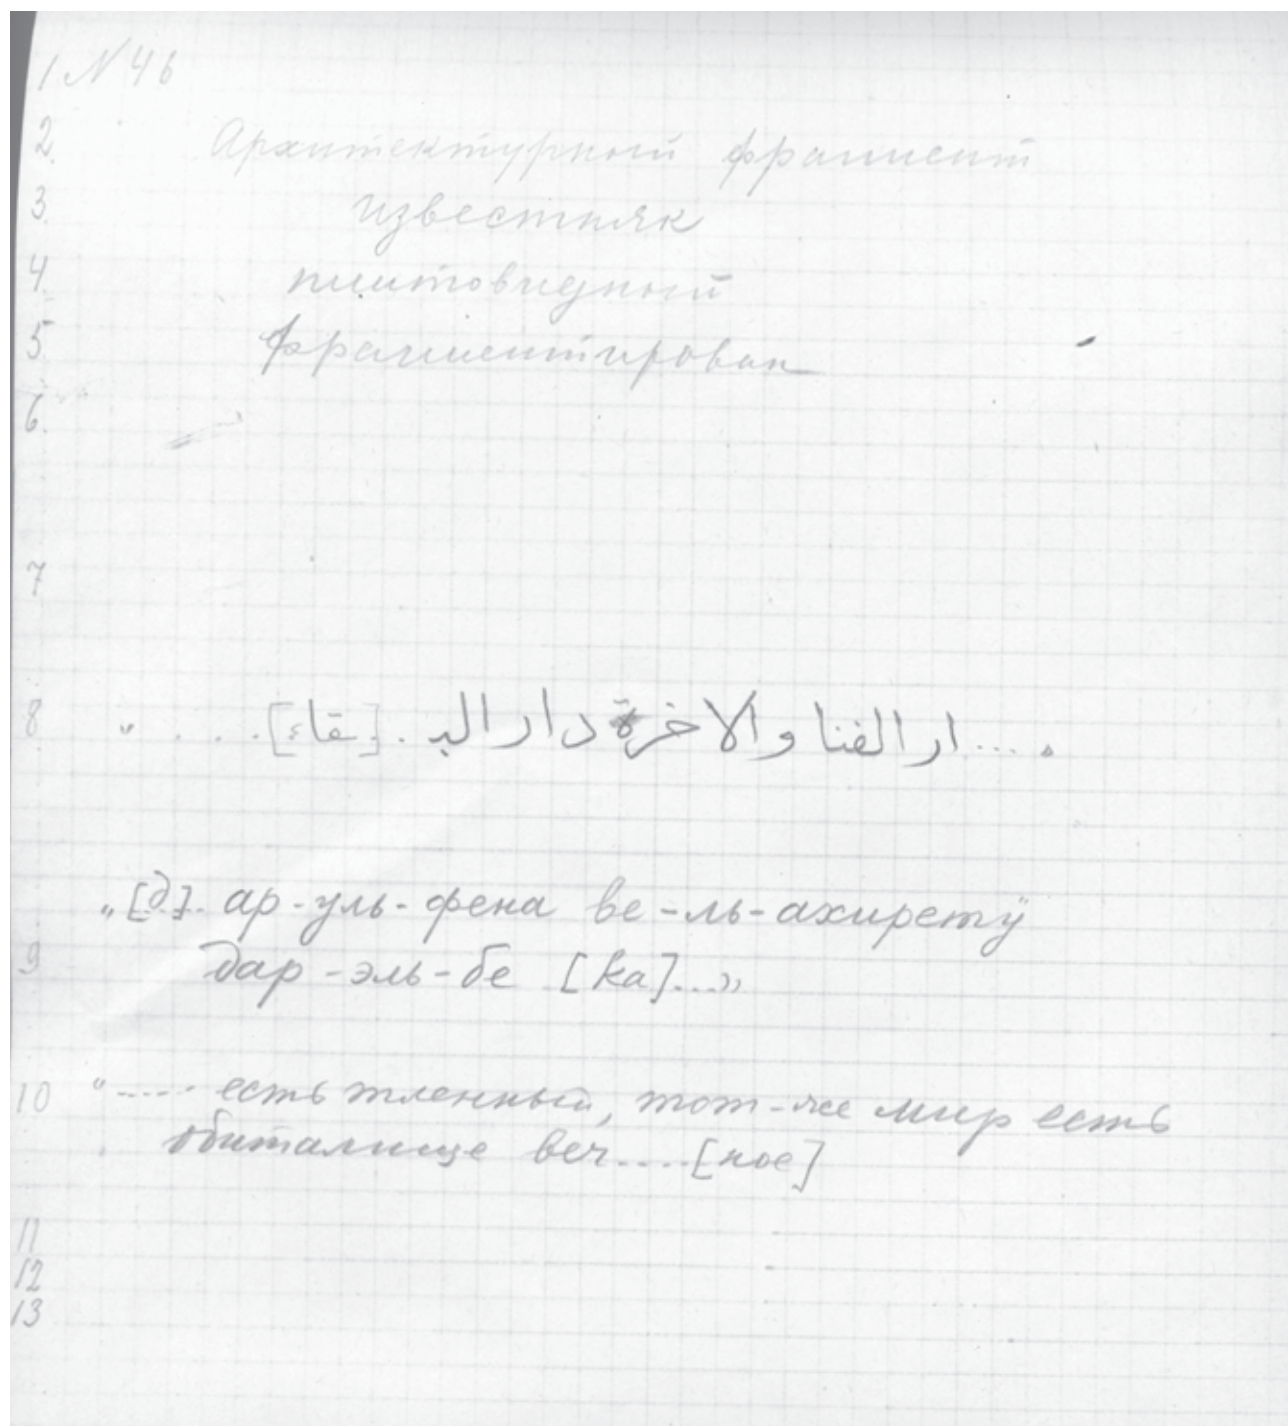 1 N 46
2. Архитектурный фрагмент
3. известняк
4. плитовидный
5. фрагментирован
6.
7
8 " .... ار الفنا والاخرة دار البـ . [قاء] . . . . "
„[д]. ар-уль-фена ве-ль-ахиретӱ
9 дар-эль-бе [ка]...»
10 "..... есть тленный, тот-же мир есть
обиталище веч....[ное]
11
12
13